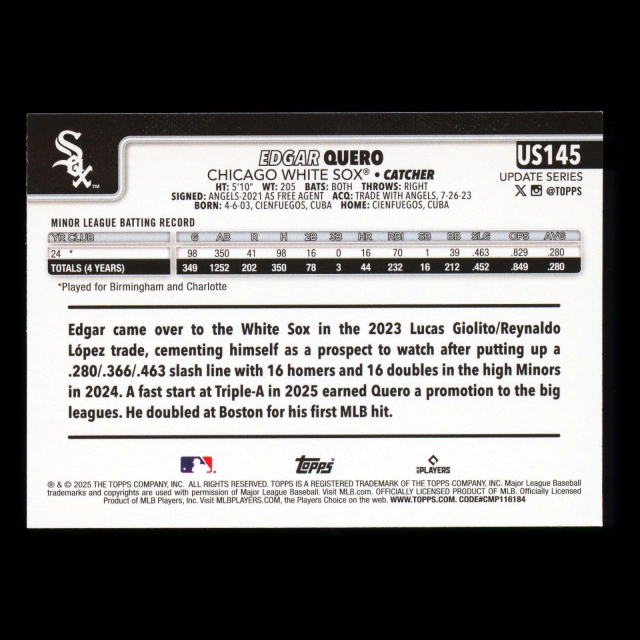 Sox
TM
EDGAR QUERO
US145
CHICAGO WHITE SOX® • CATCHER
UPDATE SERIES
HT: 5'10" WT: 205 BATS: BOTH THROWS: RIGHT
@TOPPS
SIGNED: ANGELS-2021 AS FREE AGENT ACQ: TRADE WITH ANGELS, 7-26-23
BORN: 4-6-03, CIENFUEGOS, CUBA HOME: CIENFUEGOS, CUBA
MINOR LEAGUE BATTING RECORD
YR CLUB G AB R H 2B 3B HR RBI SB BB SLG OPS AVG
24 * 98 350 41 98 16 0 16 70 1 39 .463 .829 .280
TOTALS (4 YEARS) 349 1252 202 350 78 3 44 232 16 212 .452 .849 .280
*Played for Birmingham and Charlotte
Edgar came over to the White Sox in the 2023 Lucas Giolito/Reynaldo
López trade, cementing himself as a prospect to watch after putting up a
.280/.366/.463 slash line with 16 homers and 16 doubles in the high Minors
in 2024. A fast start at Triple-A in 2025 earned Quero a promotion to the big
leagues. He doubled at Boston for his first MLB hit.
Topps
PLAYERS
® & © 2025 THE TOPPS COMPANY, INC. ALL RIGHTS RESERVED. TOPPS IS A REGISTERED TRADEMARK OF THE TOPPS COMPANY, INC. Major League Baseball
trademarks and copyrights are used with permission of Major League Baseball. Visit MLB.com. OFFICIALLY LICENSED PRODUCT OF MLB. Officially Licensed
Product of MLB Players, Inc. Visit MLBPLAYERS.com, the Players Choice on the web. WWW.TOPPS.COM. CODE#CMP116184